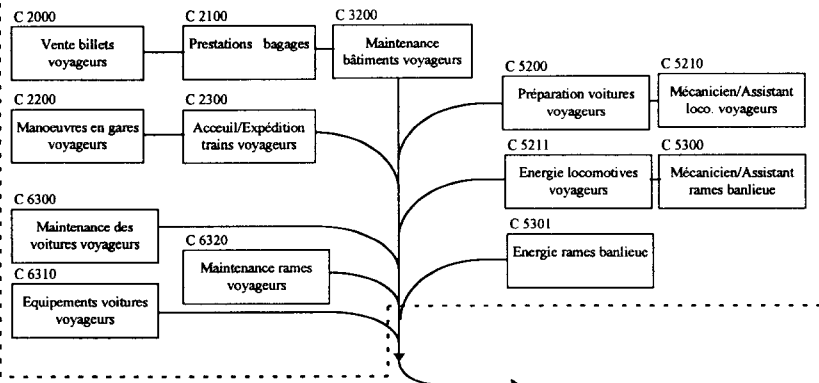 C 2000
Vente billets
voyageurs
C 2100
Prestations bagages
C 3200
Maintenance
bâtiments voyageurs
C 2200
Manoeuvres en gares
voyageurs
C 2300
Acceuil/Expédition
trains voyageurs
C 5200
Préparation voitures
voyageurs
C 5210
Mécanicien/Assistant
loco. voyageurs
C 5211
Energie locomotives
voyageurs
C 5300
Mécanicien/Assistant
rames banlieue
C 6300
Maintenance des
voitures voyageurs
C 6320
Maintenance rames
voyageurs
C 5301
Energie rames banlieue
C 6310
Equipements voitures
voyageurs